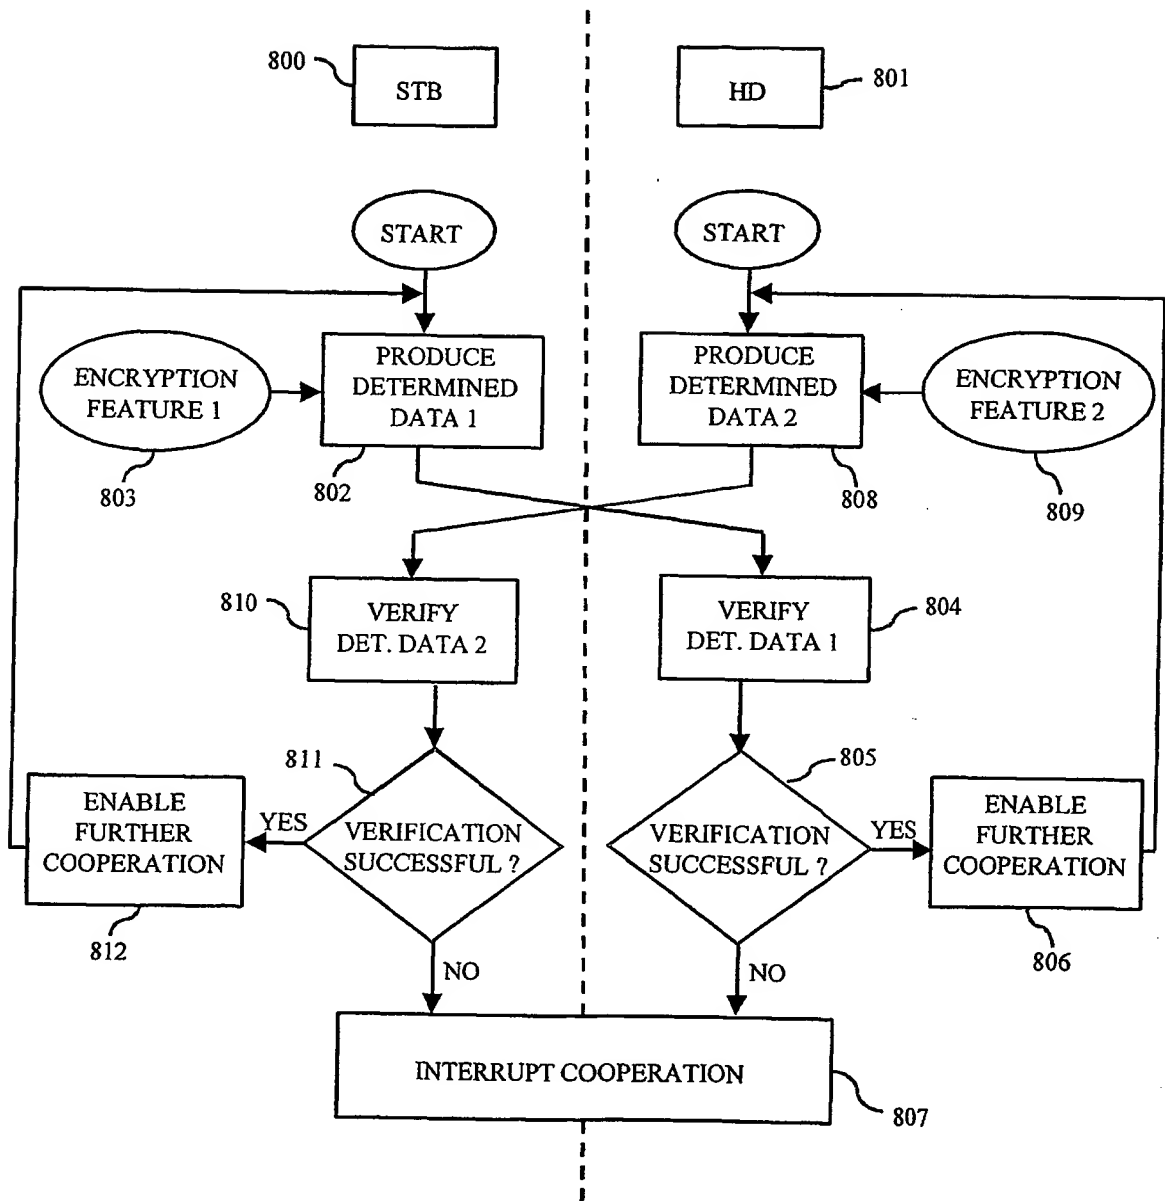 800
STB
HD
801
START
START
ENCRYPTION
FEATURE 1
803
PRODUCE
DETERMINED
DATA 1
802
PRODUCE
DETERMINED
DATA 2
808
ENCRYPTION
FEATURE 2
809
810
VERIFY
DET. DATA 2
VERIFY
DET. DATA 1
804
811
VERIFICATION
SUCCESSFUL ?
YES
ENABLE
FURTHER
COOPERATION
812
NO
805
VERIFICATION
SUCCESSFUL ?
YES
ENABLE
FURTHER
COOPERATION
806
NO
INTERRUPT COOPERATION
807